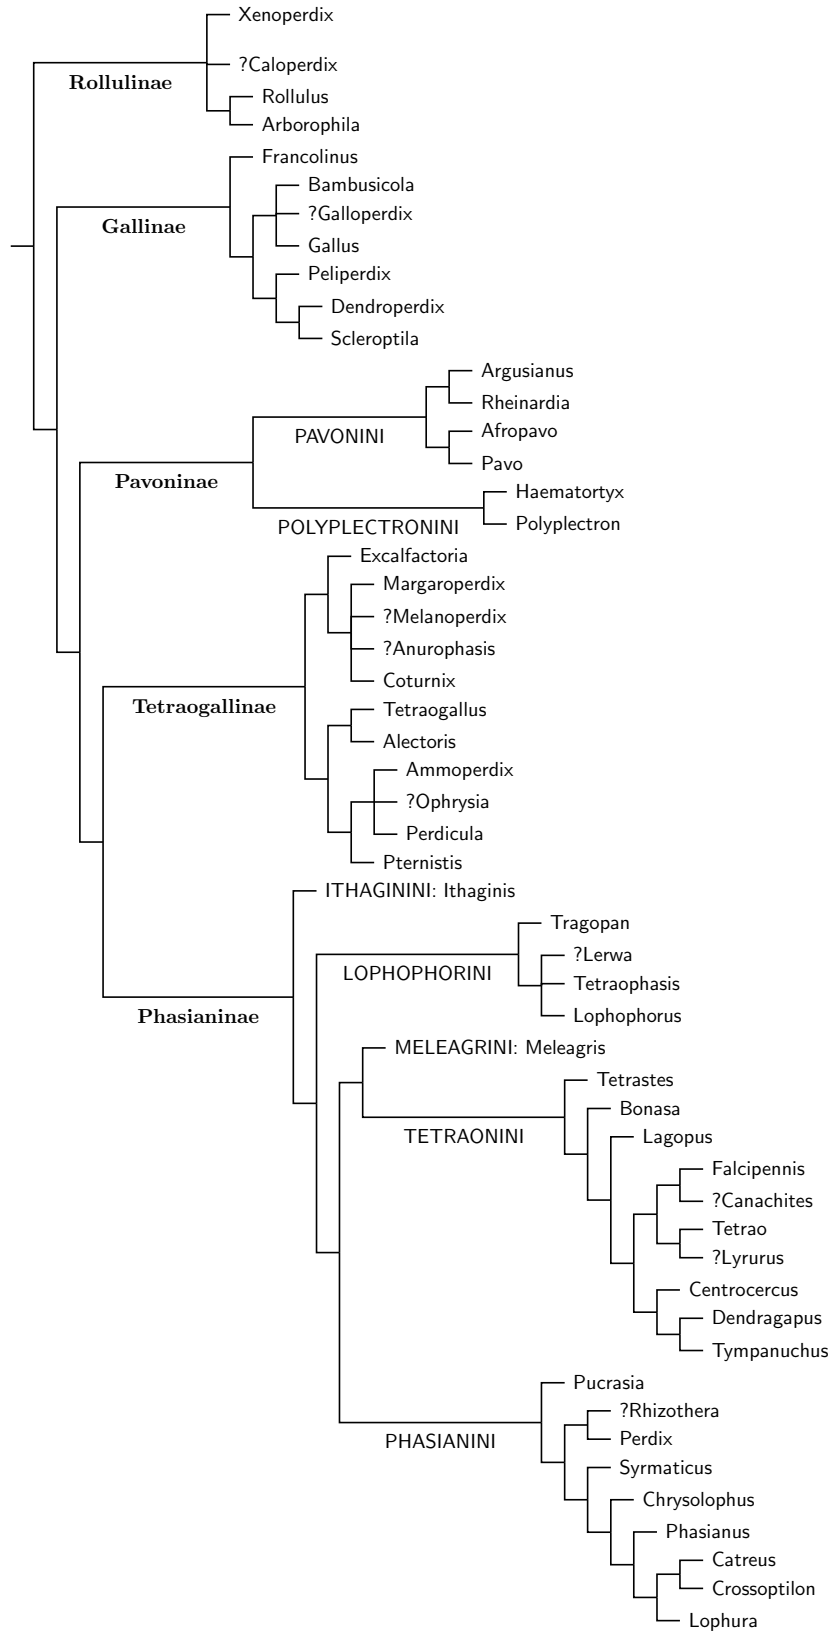 Xenoperdix
?Caloperdix
Rollulinae
Rollulus
Arborophila
Francolinus
Bambusicola
?Galloperdix
Gallinae
Gallus
Peliperdix
Dendroperdix
Scleroptila
Argusianus
Rheinardia
PAVONINI
Afropavo
Pavo
Pavoninae
Haematortyx
POLYPLECTRONINI
Polyplectron
Excalfactoria
Margaroperdix
?Melanoperdix
?Anurophasis
Coturnix
Tetraogallinae
Tetraogallus
Alectoris
Ammoperdix
?Ophrysia
Perdicula
Pternistis
ITHAGININI: Ithaginis
Tragopan
?Lerwa
LOPHOPHORINI
Tetraophasis
Lophophorus
Phasianinae
MELEAGRINI: Meleagris
Tetrastes
Bonasa
TETRAONINI
Lagopus
Falcipennis
?Canachites
Tetrao
?Lyrurus
Centrocercus
Dendragapus
Tympanuchus
Pucrasia
?Rhizothera
PHASIANINI
Perdix
Syrmaticus
Chrysolophus
Phasianus
Catreus
Crossoptilon
Lophura